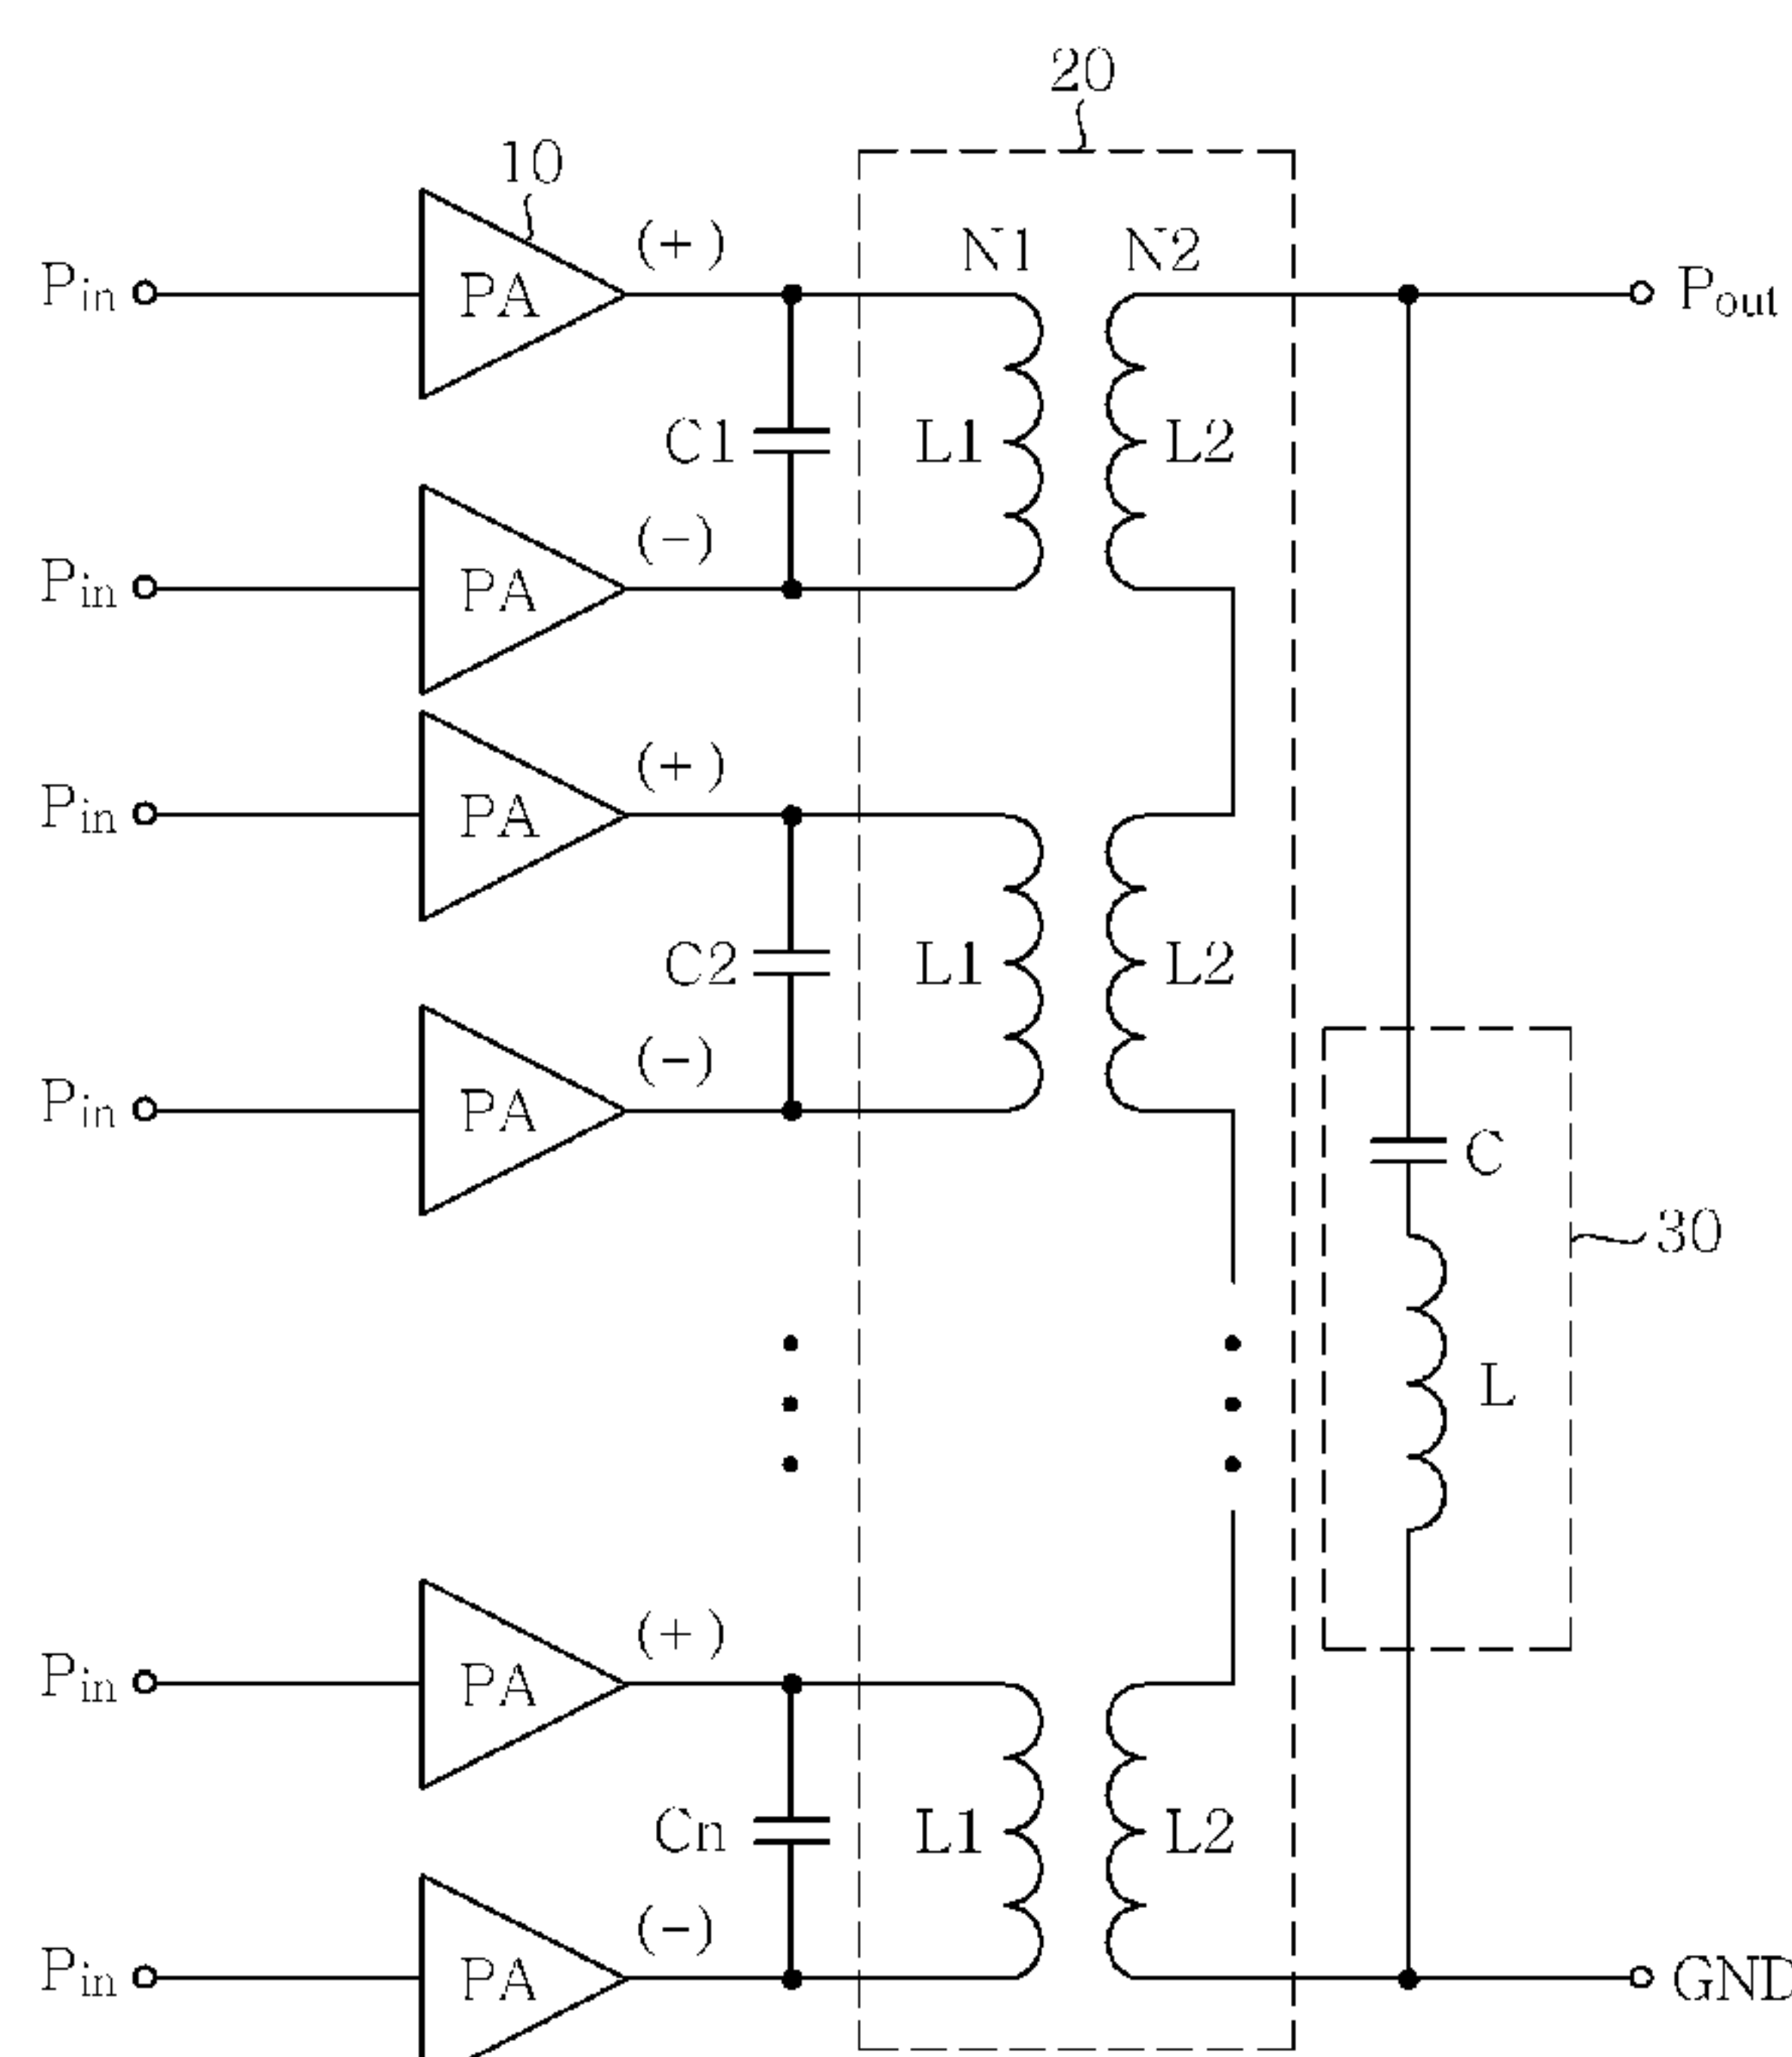 20
10
(+)
N1 N2
Pin PA Pout
C1 L1 L2
(-)
Pin PA
(+)
Pin PA
C2 L1 L2
(-)
Pin PA
C
30
L
(+)
Pin PA
Cn L1 L2
(-)
Pin PA GND